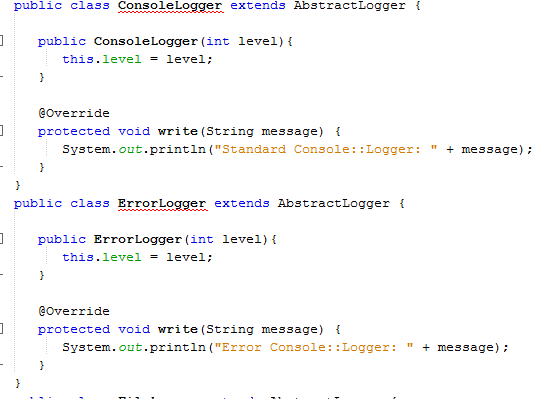 public class ConsoleLogger extends AbstractLogger {
public ConsoleLogger(int level){
this.level = level;
}
@Override
protected void write(String message) {
System.out.println("Standard Console::Logger: " + message);
}
}
public class ErrorLogger extends AbstractLogger {
public ErrorLogger(int level){
this.level = level;
}
@Override
protected void write(String message) {
System.out.println("Error Console::Logger: " + message);
}
}